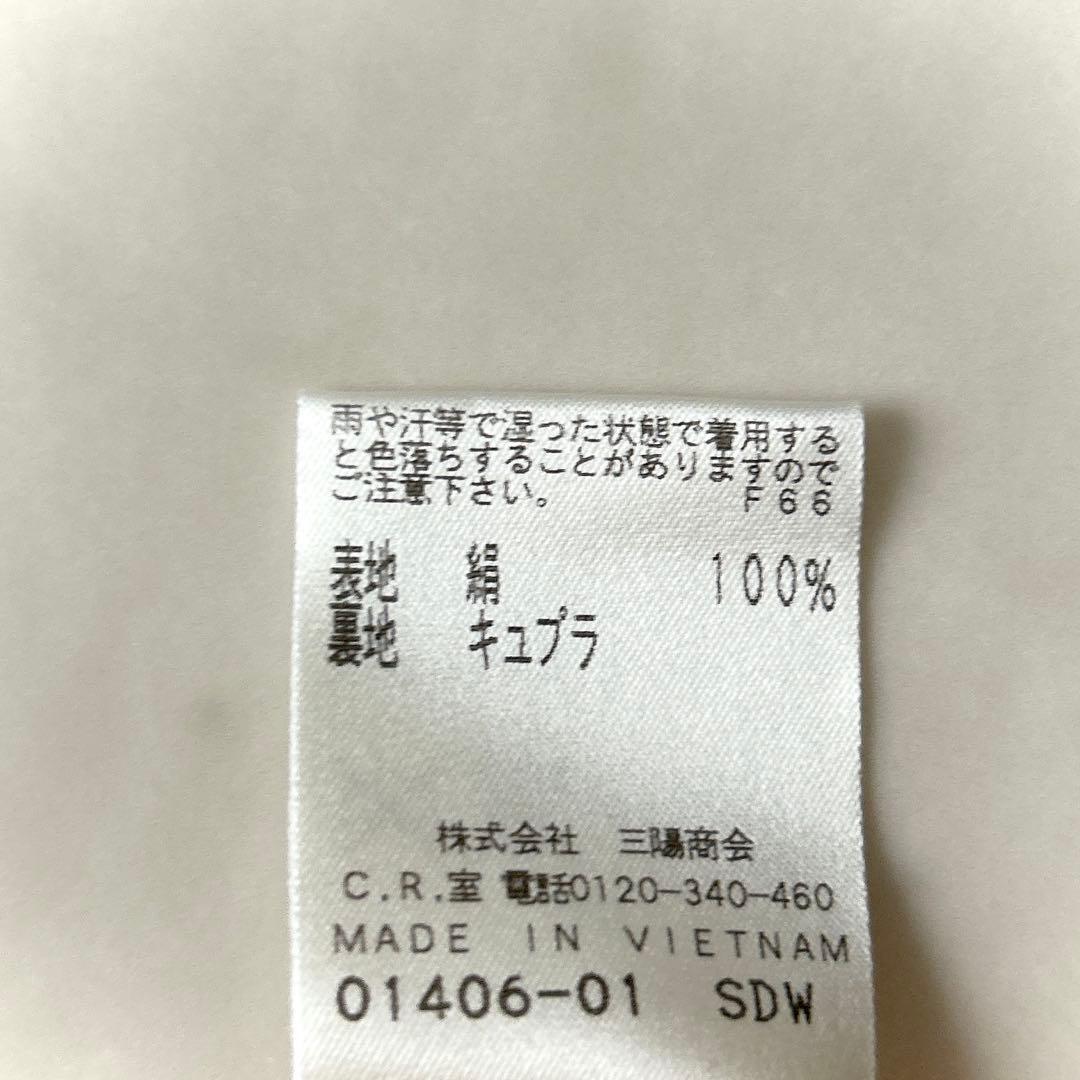 雨や汗等で湿った状態で着用する
と色落ちすることがありますので
ご注意下さい。 F66
表地 絹 100%
裏地 キュプラ
株式会社 三陽商会
C.R.室 電話0120-340-460
MADE IN VIETNAM
01406-01 SDW